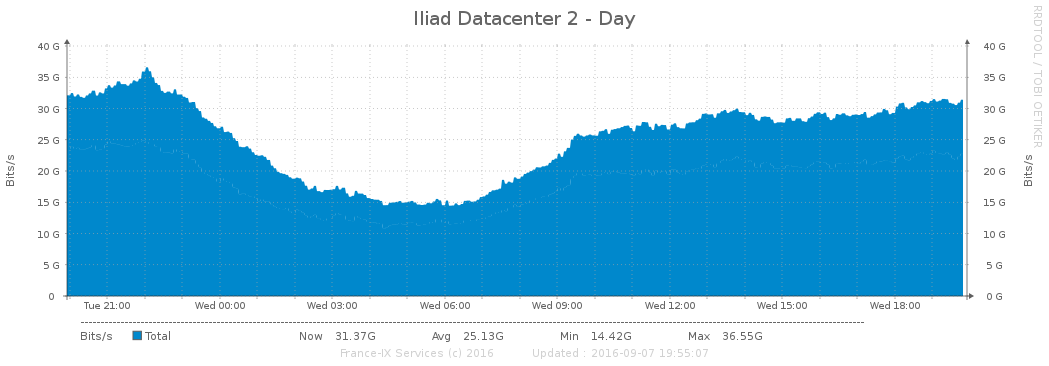 Iliad Datacenter 2 - Day
RRDTOOL / TOBI OETIKER
Bits/s
Bits/s
40 G 40 G
35 G 35 G
30 G 30 G
25 G 25 G
20 G 20 G
15 G 15 G
10 G 10 G
5 G 5 G
0 0 G
Tue 21:00 Wed 00:00 Wed 03:00 Wed 06:00 Wed 09:00 Wed 12:00 Wed 15:00 Wed 18:00
Bits/s Total Now 31.37G Avg 25.13G Min 14.42G Max 36.55G
France-IX Services (c) 2016 Updated : 2016-09-07 19:55:07